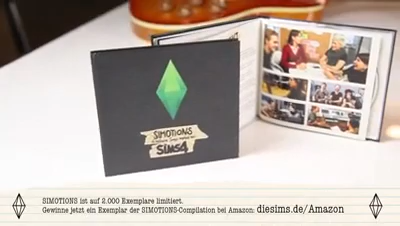 SIMOTIONS
SIMS4
SIMOTIONS ist auf 2.000 Exemplare limitiert.
Gewinne jetzt ein Exemplar der SIMOTIONS-Compilation bei Amazon: diesims.de/Amazon